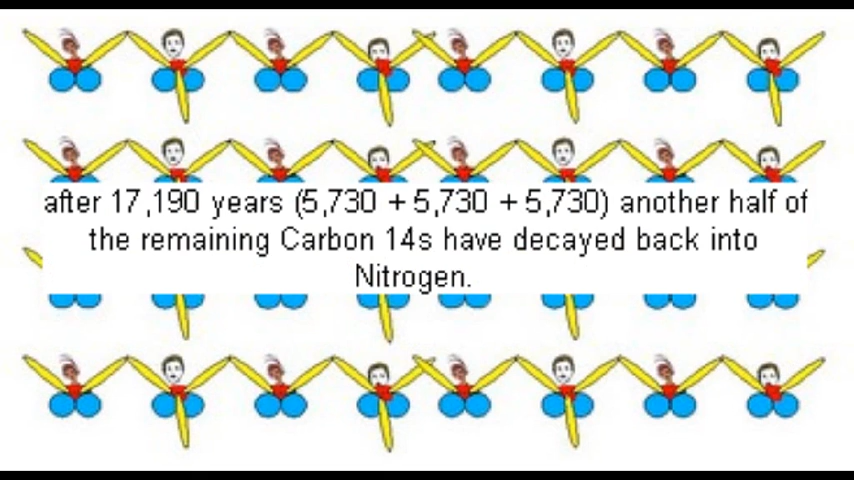 after 17,190 years (5,730 + 5,730 + 5,730) another half of
the remaining Carbon 14s have decayed back into
Nitrogen.